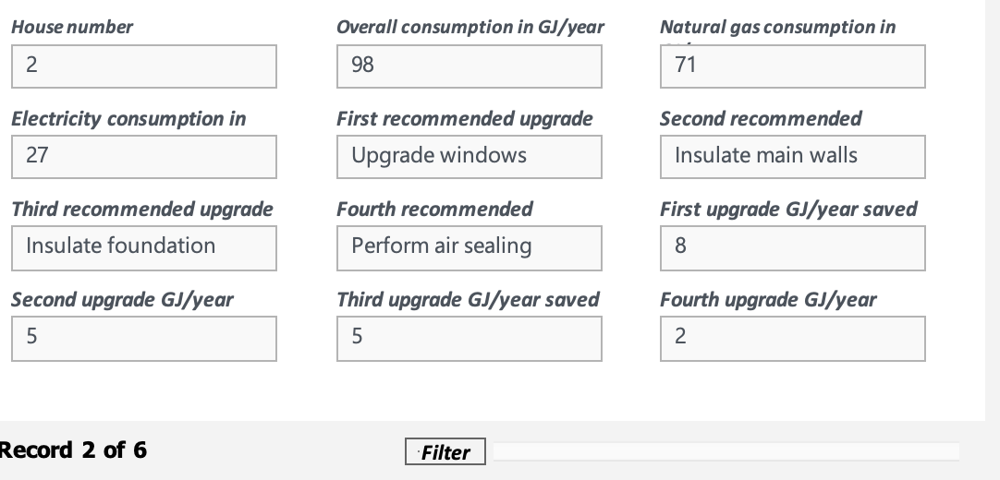 House number Overall consumption in GJ/year Natural gas consumption in
2 98 71
Electricity consumption in First recommended upgrade Second recommended
27 Upgrade windows Insulate main walls
Third recommended upgrade Fourth recommended First upgrade GJ/year saved
Insulate foundation Perform air sealing 8
Second upgrade GJ/year Third upgrade GJ/year saved Fourth upgrade GJ/year
5 5 2
Record 2 of 6 Filter